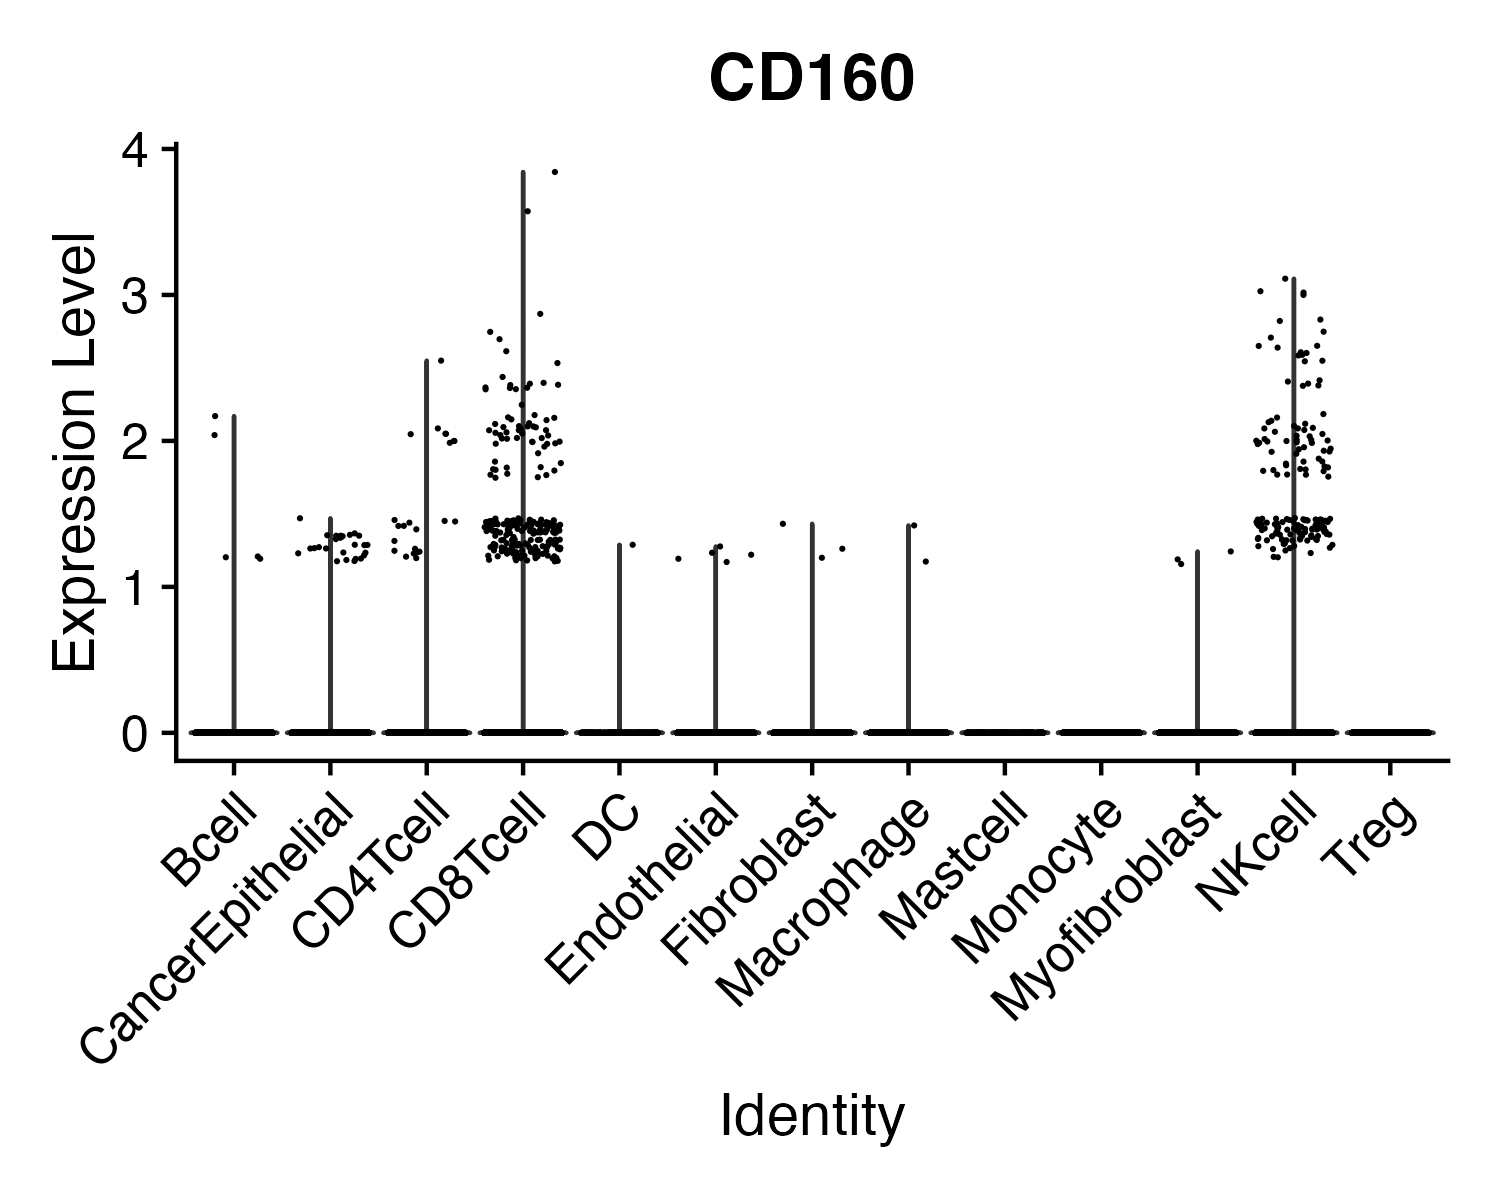 CD160
Expression Level
4
3
2
1
0
Bcell
CancerEpithelial
CD4Tcell
CD8Tcell
DC
Endothelial
Fibroblast
Macrophage
Mastcell
Monocyte
Myofibroblast
NKcell
Treg
Identity